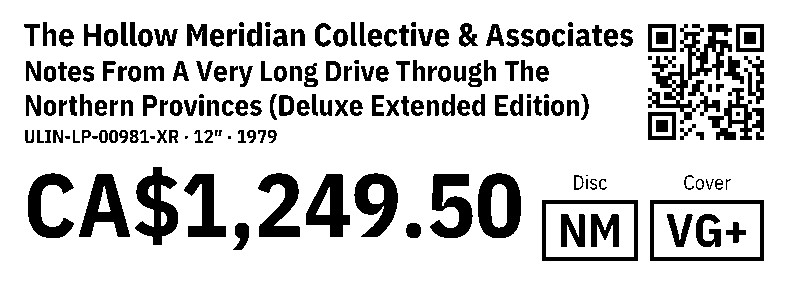 The Hollow Meridian Collective & Associates
Notes From A Very Long Drive Through The
Northern Provinces (Deluxe Extended Edition)
ULIN-LP-00981-XR · 12″ · 1979
CA$1,249.50
Disc
NM
Cover
VG+